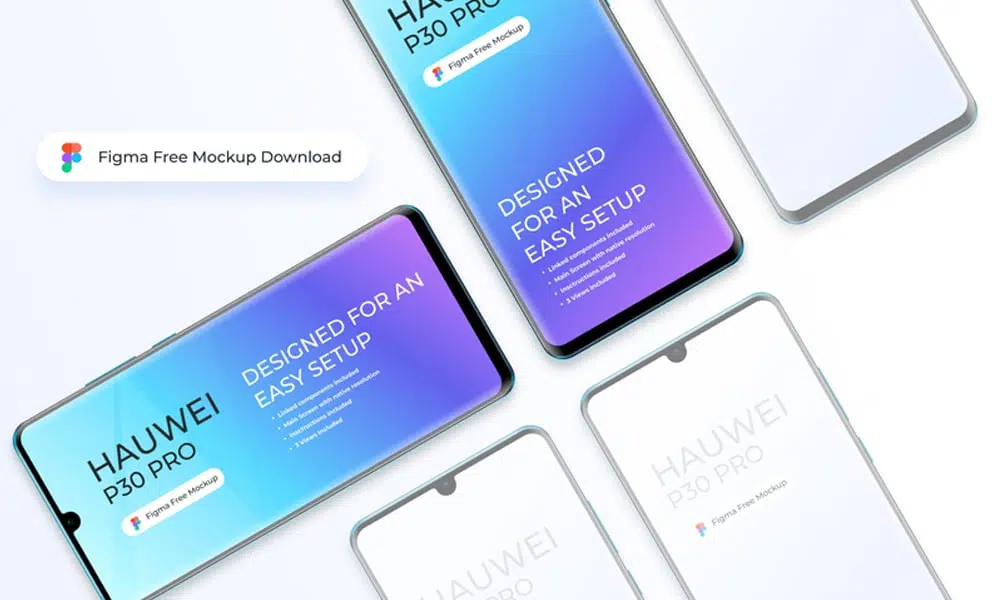 HAUWEI
P30 PRO
Figma Free Mockup
DESIGNED
FOR AN
EASY SETUP
• Linked components included
• Main Screen with native resolution
• Insctructions included
• 3 Views included
Figma Free Mockup Download
DESIGNED FOR AN
EASY SETUP
• Linked components included
• Main Screen with native resolution
• Insctructions included
• 3 Views included
HAUWEI
P30 PRO
Figma Free Mockup
HAUWEI
P30 PRO
Figma Free Mockup
HAUWEI
P30 PRO